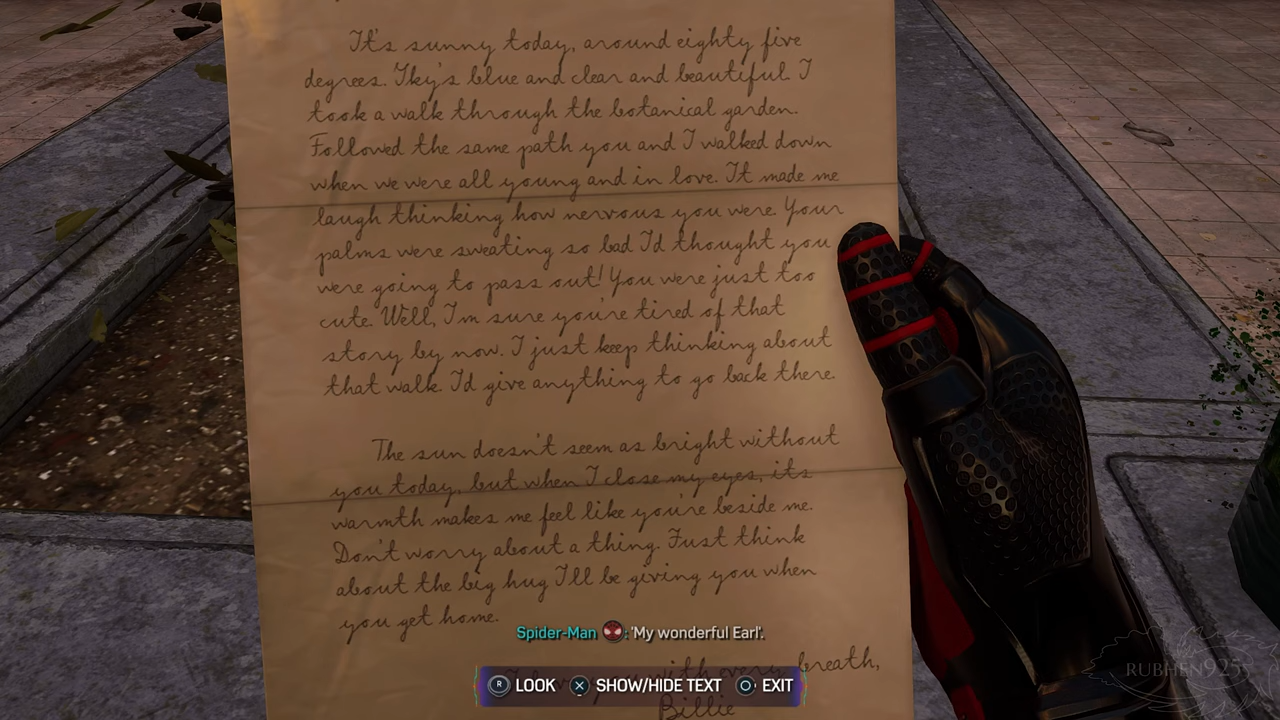 It's sunny today, around eighty five
degrees. Sky's blue and clear and beautiful. I
took a walk through the botanical garden.
Followed the same path you and I walked down
when we were all young and in love. It made me
laugh thinking how nervous you were. Your
palms were sweating so bad I'd thought you
were going to pass out! You were just too
cute. Well, I'm sure you're tired of that
story by now. I just keep thinking about
that walk. I'd give anything to go back there.
The sun doesn't seem as bright without
you today, but when I close my eyes, its
warmth makes me feel like you're beside me.
Don't worry about a thing. Just think
about the big hug I'll be giving you when
you get home.
Spider-Man : 'My wonderful Earl'.
with every breath,
R LOOK X SHOW/HIDE TEXT O EXIT
Billie
RUBHEN925